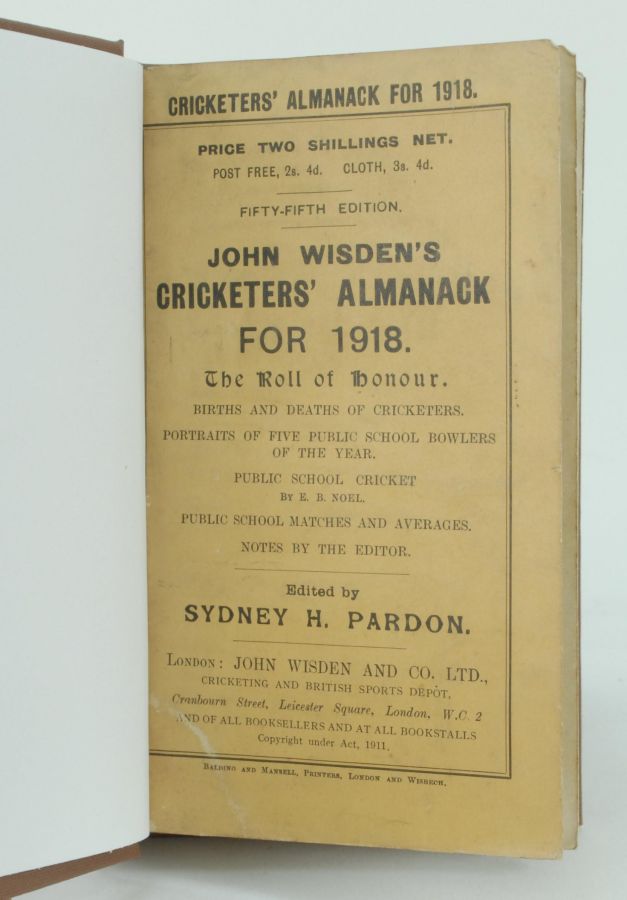 CRICKETERS' ALMANACK FOR 1918.
PRICE TWO SHILLINGS NET.
POST FREE, 2s. 4d. CLOTH, 3s. 4d.
FIFTY-FIFTH EDITION.
JOHN WISDEN'S
CRICKETERS' ALMANACK
FOR 1918.
The Roll of Honour.
BIRTHS AND DEATHS OF CRICKETERS.
PORTRAITS OF FIVE PUBLIC SCHOOL BOWLERS
OF THE YEAR.
PUBLIC SCHOOL CRICKET
BY E. B. NOEL.
PUBLIC SCHOOL MATCHES AND AVERAGES.
NOTES BY THE EDITOR.
Edited by
SYDNEY H. PARDON.
LONDON: JOHN WISDEN AND CO. LTD.,
CRICKETING AND BRITISH SPORTS DEPÔT,
Cranbourn Street, Leicester Square, London, W.C. 2
AND OF ALL BOOKSELLERS AND AT ALL BOOKSTALLS
Copyright under Act, 1911.
BALDING AND MANSELL, PRINTERS, LONDON AND WISBECH.